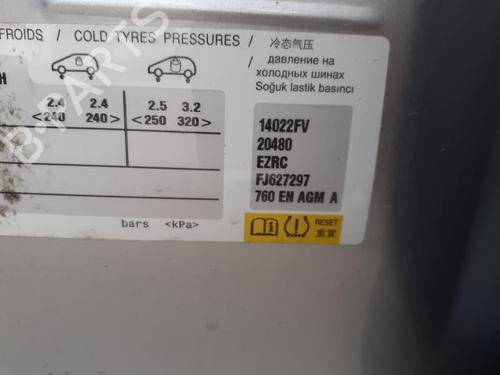 FROIDS / COLD TYRES PRESSURES / 冷态气压
/ давление на
холодных шинах
Soğuk lastik basıncı
H
2.4 2.4 2.5 3.2
<240 240> <250 320>
14022FV
20480
EZRC
FJ627297
760 EN AGM A
bars <kPa>
RESET
重置
B-PARTS